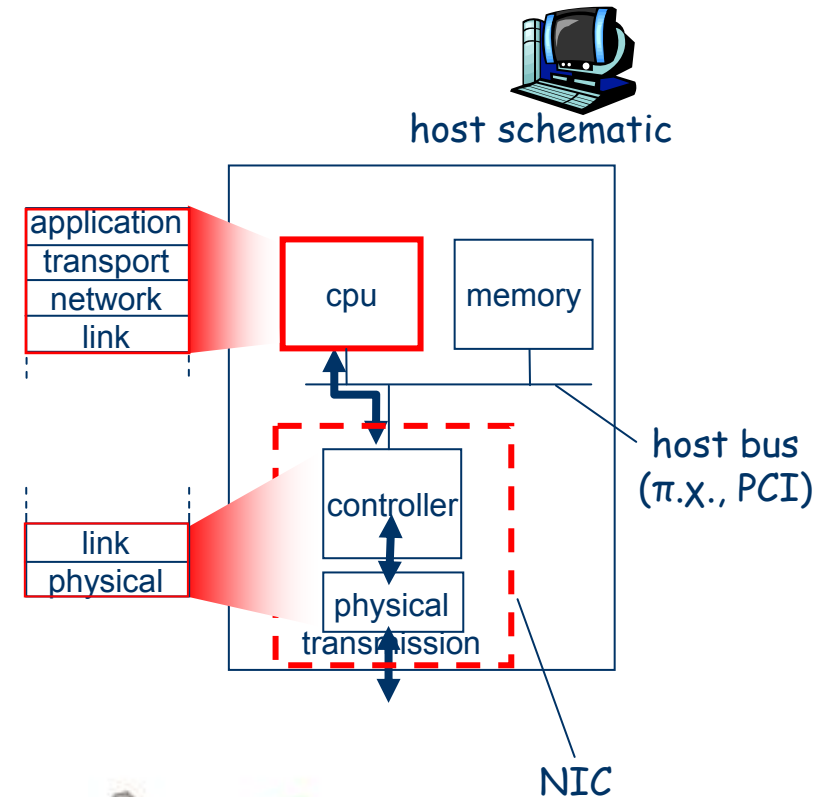 host schematic
application
transport
network
link
cpu
memory
host bus
(π.χ., PCI)
controller
link
physical
physical
transmission
NIC